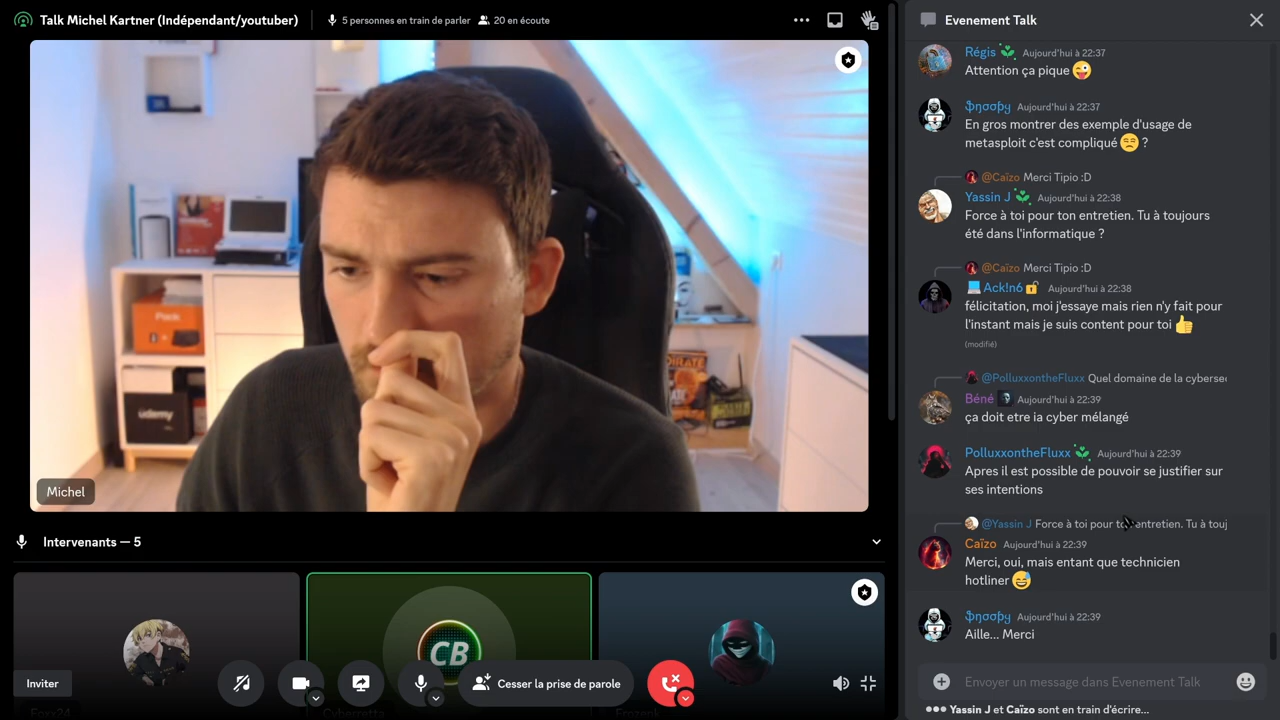 Talk Michel Kartner (Indépendant/youtuber)
5 personnes en train de parler
20 en écoute
Michel
udemy
Intervenants — 5
CB
Inviter
Cesser la prise de parole
Evenement Talk
Régis Aujourd'hui à 22:37
Attention ça pique 😜
Aujourd'hui à 22:37
En gros montrer des exemple d'usage de
metasploit c'est compliqué 😒 ?
@Caïzo Merci Tipio :D
Yassin J Aujourd'hui à 22:38
Force à toi pour ton entretien. Tu à toujours
été dans l'informatique ?
@Caïzo Merci Tipio :D
Ack!n6 Aujourd'hui à 22:38
félicitation, moi j'essaye mais rien n'y fait pour
l'instant mais je suis content pour toi 👍
(modifié)
@PolluxxontheFluxx Quel domaine de la cyberse
Béné Aujourd'hui à 22:39
ça doit etre ia cyber mélangé
PolluxxontheFluxx Aujourd'hui à 22:39
Apres il est possible de pouvoir se justifier sur
ses intentions
@Yassin J Force à toi pour entretien. Tu à touj
Caïzo Aujourd'hui à 22:39
Merci, oui, mais entant que technicien
hotliner 😅
Aujourd'hui à 22:39
Aille... Merci
Envoyer un message dans Evenement Talk
Yassin J et Caïzo sont en train d'écrire...